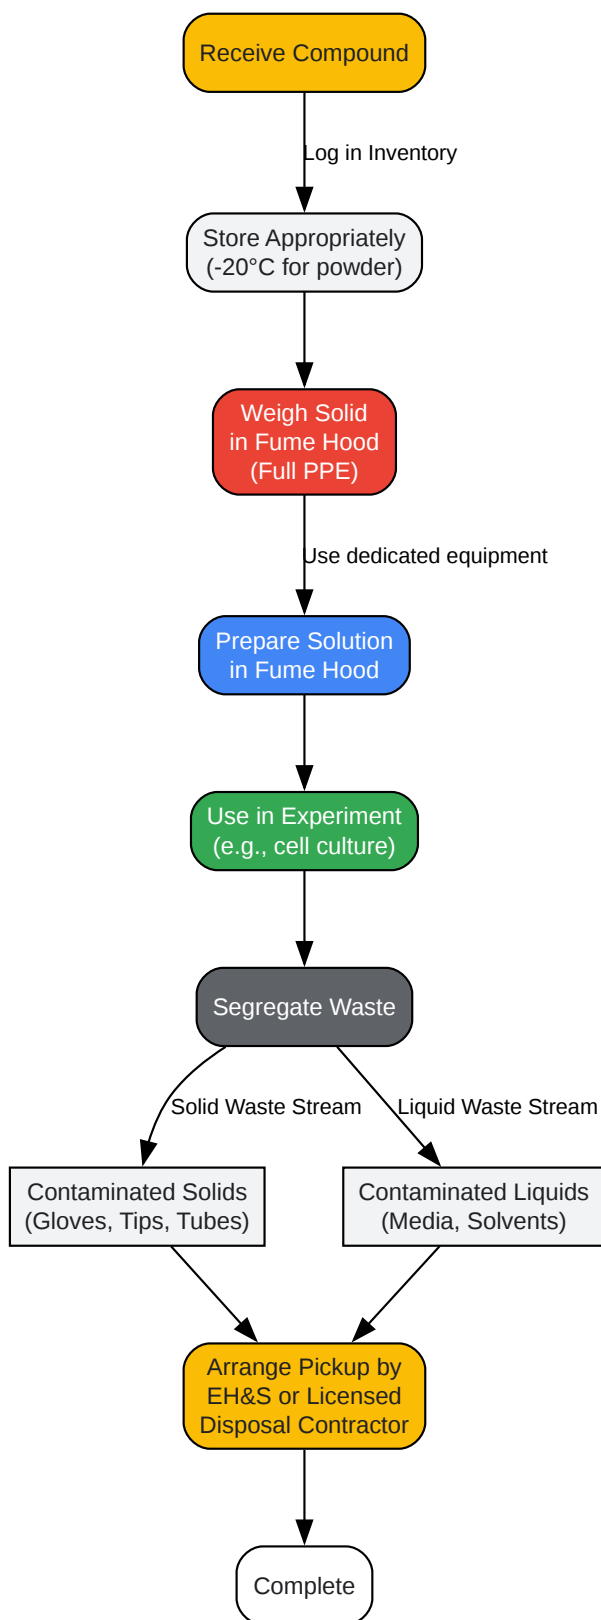 Receive Compound
Log in Inventory
Store Appropriately
(-20°C for powder)
Weigh Solid
in Fume Hood
(Full PPE)
Use dedicated equipment
Prepare Solution
in Fume Hood
Use in Experiment
(e.g., cell culture)
Segregate Waste
Solid Waste Stream
Liquid Waste Stream
Contaminated Solids
(Gloves, Tips, Tubes)
Contaminated Liquids
(Media, Solvents)
Arrange Pickup by
EH&S or Licensed
Disposal Contractor
Complete